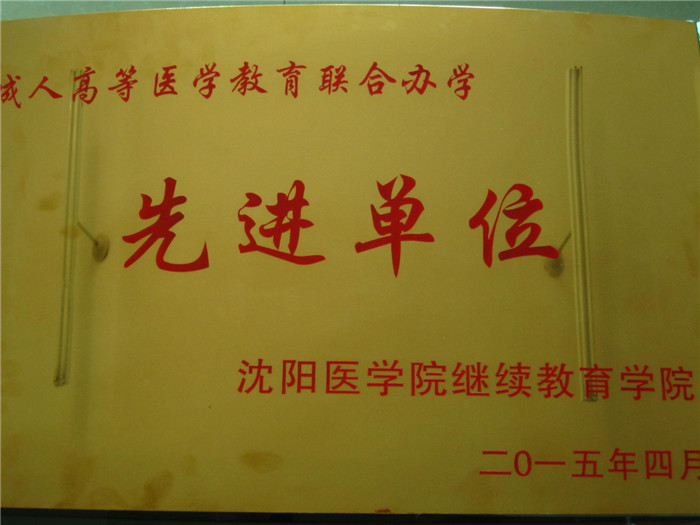 成人高等医学教育联合办学
先进单位
沈阳医学院继续教育学院
二〇一五年四月